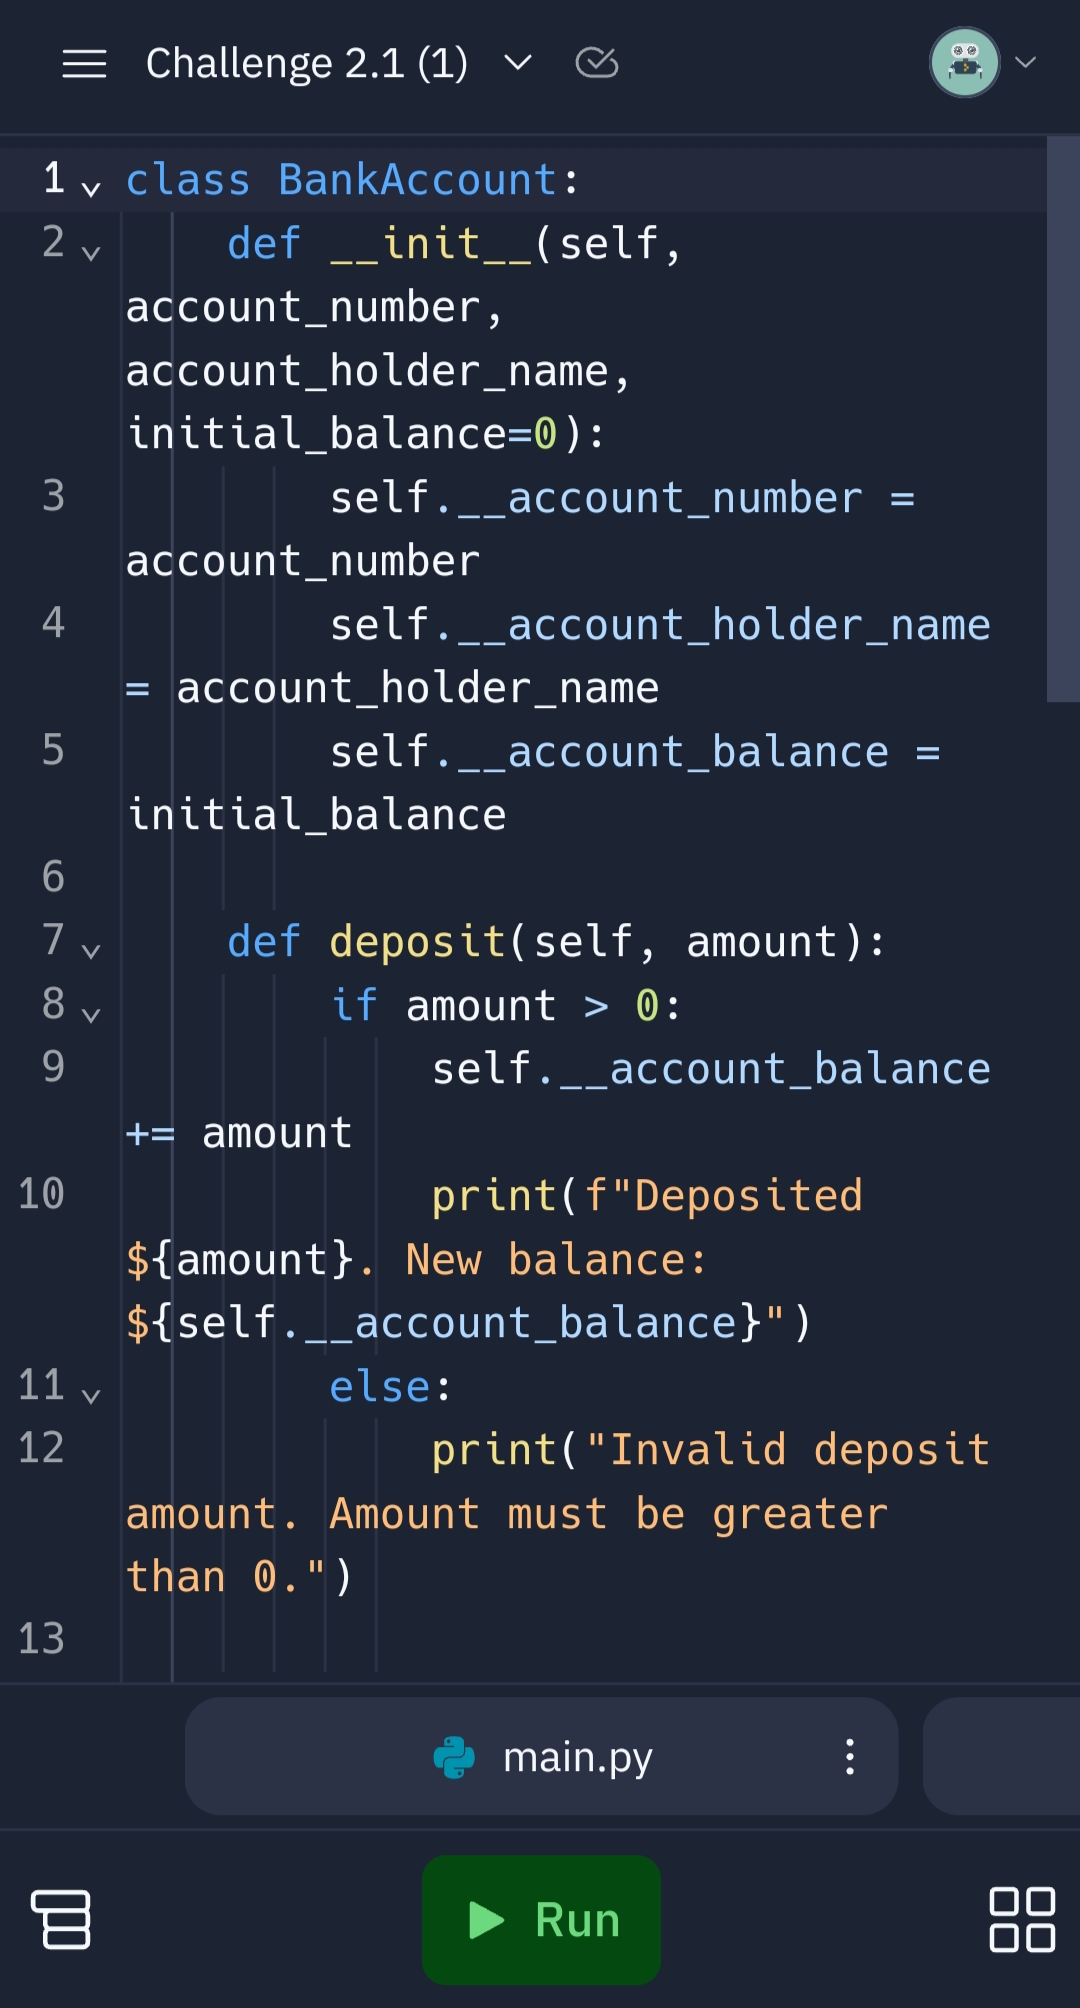 Challenge 2.1 (1)
1 class BankAccount:
2     def __init__(self,
account_number,
account_holder_name,
initial_balance=0):
3         self.__account_number =
account_number
4         self.__account_holder_name
= account_holder_name
5         self.__account_balance =
initial_balance
6
7     def deposit(self, amount):
8         if amount > 0:
9             self.__account_balance
+= amount
10             print(f"Deposited
${amount}. New balance:
${self.__account_balance}")
11         else:
12             print("Invalid deposit
amount. Amount must be greater
than 0.")
13
main.py
Run